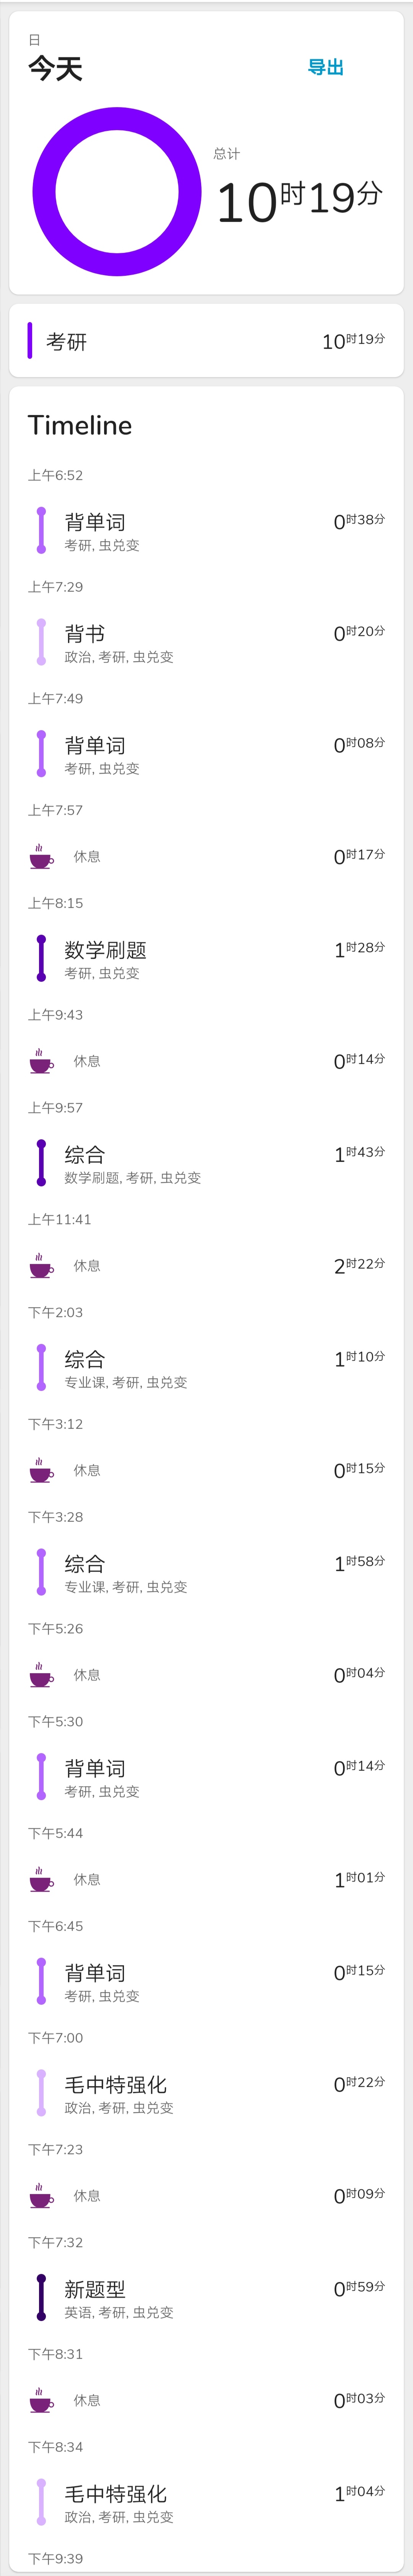 日
今天
导出
总计
10时19分
考研 10时19分
Timeline
上午6:52
背单词 0时38分
考研, 虫兑变
上午7:29
背书 0时20分
政治, 考研, 虫兑变
上午7:49
背单词 0时08分
考研, 虫兑变
上午7:57
休息 0时17分
上午8:15
数学刷题 1时28分
考研, 虫兑变
上午9:43
休息 0时14分
上午9:57
综合 1时43分
数学刷题, 考研, 虫兑变
上午11:41
休息 2时22分
下午2:03
综合 1时10分
专业课, 考研, 虫兑变
下午3:12
休息 0时15分
下午3:28
综合 1时58分
专业课, 考研, 虫兑变
下午5:26
休息 0时04分
下午5:30
背单词 0时14分
考研, 虫兑变
下午5:44
休息 1时01分
下午6:45
背单词 0时15分
考研, 虫兑变
下午7:00
毛中特强化 0时22分
政治, 考研, 虫兑变
下午7:23
休息 0时09分
下午7:32
新题型 0时59分
英语, 考研, 虫兑变
下午8:31
休息 0时03分
下午8:34
毛中特强化 1时04分
政治, 考研, 虫兑变
下午9:39